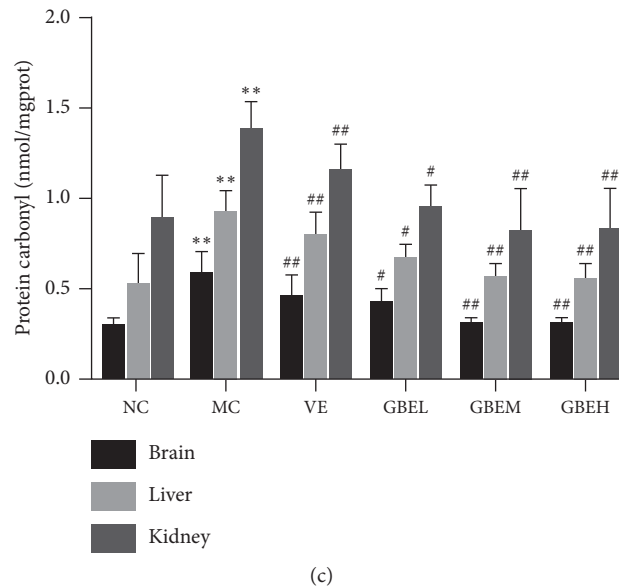 Protein carbonyl (nmol/mgprot)
2.0
1.5
1.0
0.5
0.0
** ** **
## ## ##
# # #
## ## ##
## ## ##
NC MC VE GBEL GBEM GBEH
Brain
Liver
Kidney
(c)